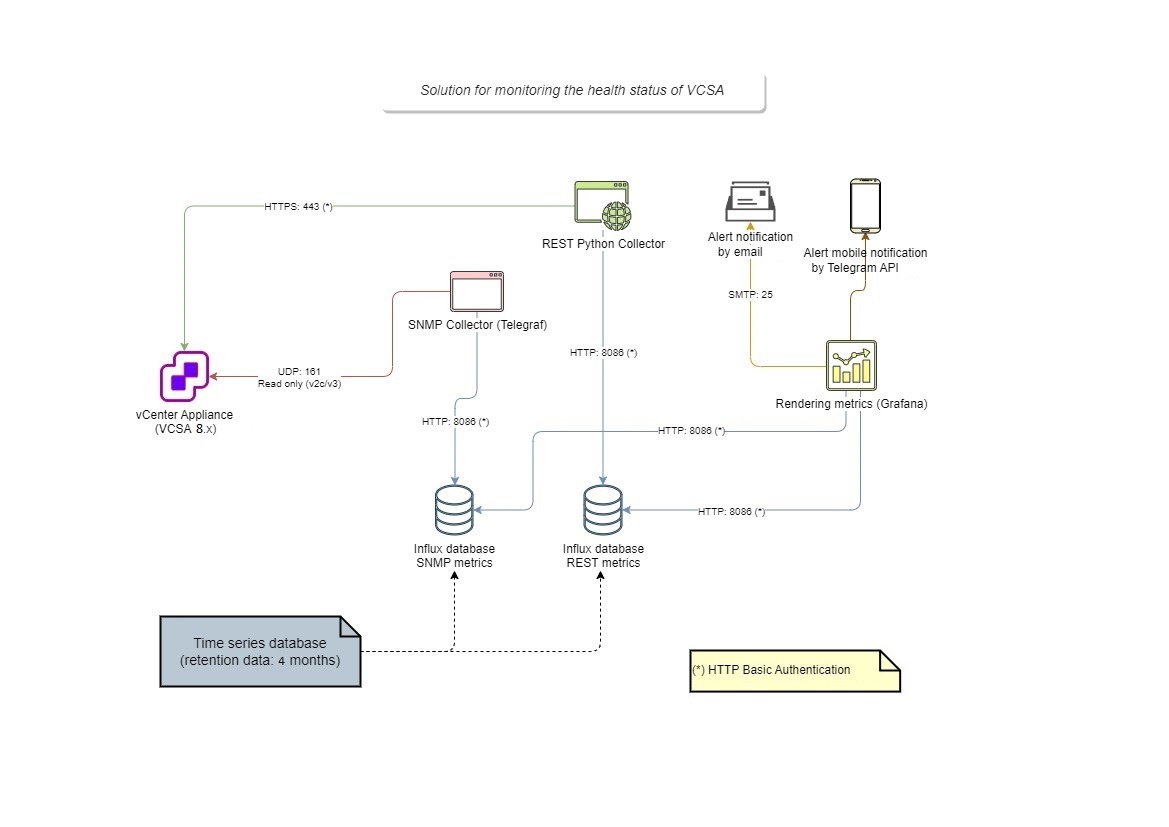 Solution for monitoring the health status of VCSA
HTTPS: 443 (*)
REST Python Collector
Alert notification
by email
Alert mobile notification
by Telegram API
SMTP: 25
SNMP Collector (Telegraf)
HTTP: 8086 (*)
UDP: 161
Read only (v2c/v3)
vCenter Appliance
(VCSA 8.x)
Rendering metrics (Grafana)
HTTP: 8086 (*)
HTTP: 8086 (*)
HTTP: 8086 (*)
Influx database
SNMP metrics
Influx database
REST metrics
Time series database
(retention data: 4 months)
(*) HTTP Basic Authentication